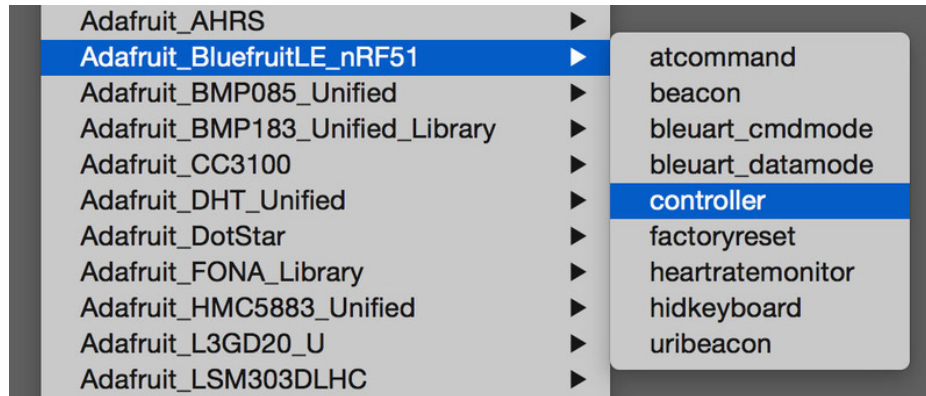 Adafruit_AHRS
Adafruit_BluefruitLE_nRF51
Adafruit_BMP085_Unified
Adafruit_BMP183_Unified_Library
Adafruit_CC3100
Adafruit_DHT_Unified
Adafruit_DotStar
Adafruit_FONA_Library
Adafruit_HMC5883_Unified
Adafruit_L3GD20_U
Adafruit_LSM303DLHC
atcommand
beacon
bleuart_cmdmode
bleuart_datamode
controller
factoryreset
heartratemonitor
hidkeyboard
uribeacon